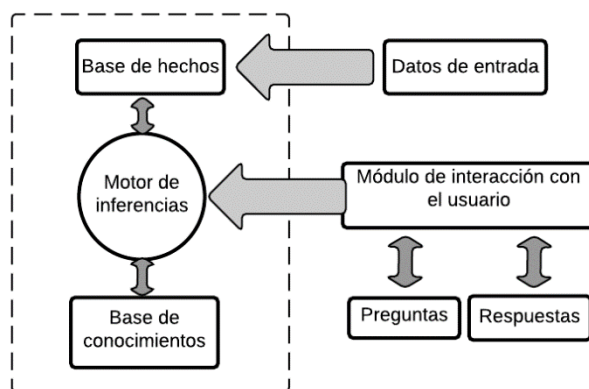 Base de hechos
Datos de entrada
Motor de
inferencias
Módulo de interacción con
el usuario
Base de
conocimientos
Preguntas
Respuestas